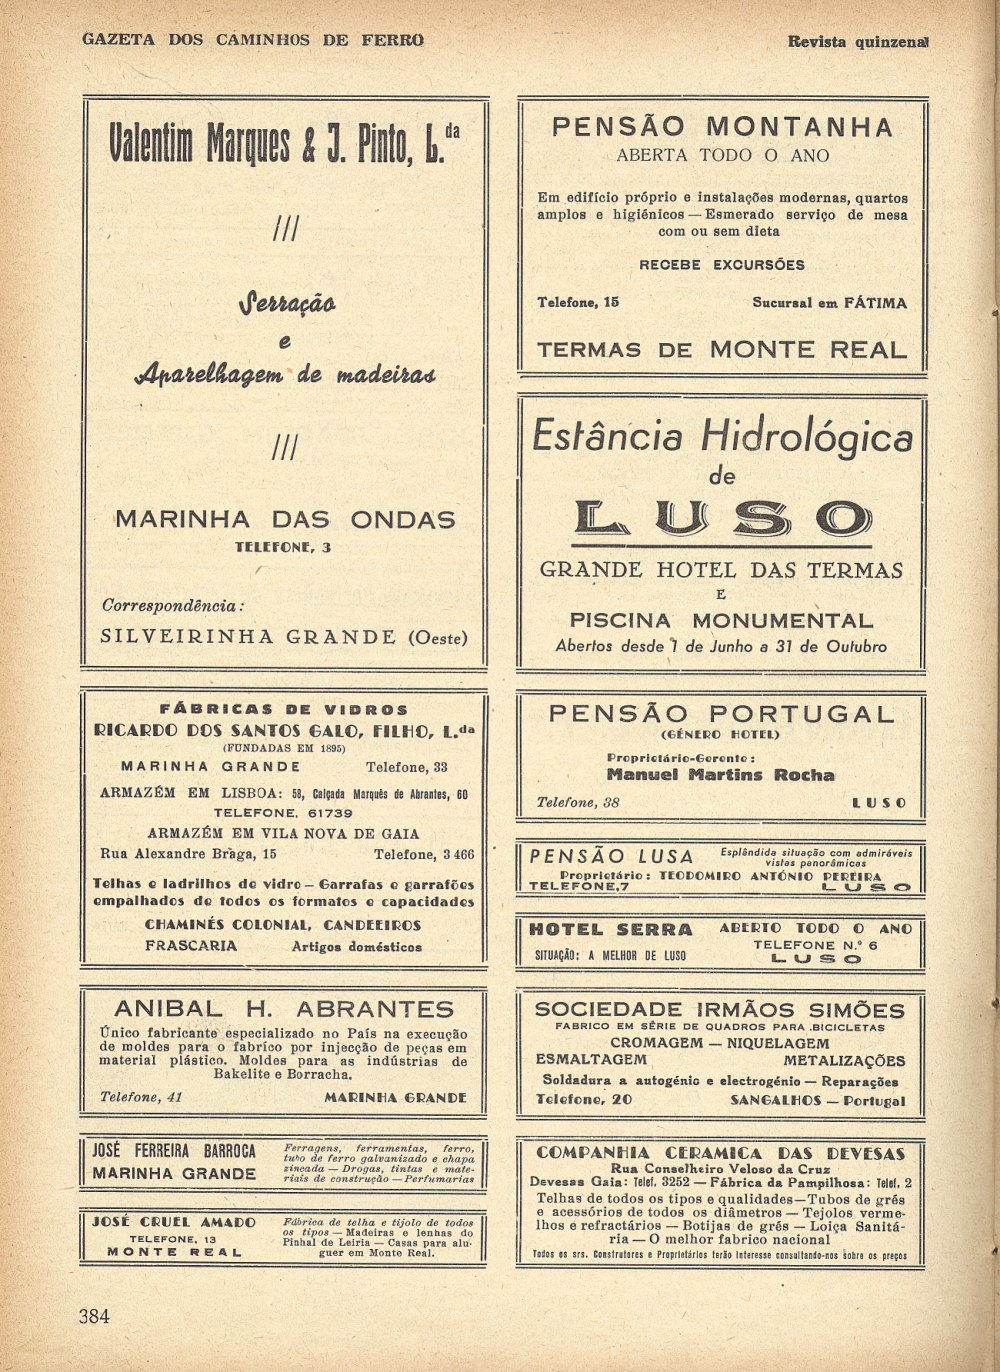 GAZETA DOS CAMINHOS DE FERRO
Revista quinzenal
Valentim Marques & J. Pinto, L.da
///
Serração
e
Aparelhagem de madeiras
///
MARINHA DAS ONDAS
TELEFONE, 3
Correspondência:
SILVEIRINHA GRANDE (Oeste)
FÁBRICAS DE VIDROS
RICARDO DOS SANTOS GALO, FILHO, L.da
(FUNDADAS EM 1895)
MARINHA GRANDE Telefone, 33
ARMAZÉM EM LISBOA: 58, Calçada Marquês de Abrantes, 60
TELEFONE, 61739
ARMAZÉM EM VILA NOVA DE GAIA
Rua Alexandre Braga, 15 Telefone, 3 466
Telhas e ladrilhos de vidro — Garrafas e garrafões
empalhados de todos os formatos e capacidades
CHAMINÉS COLONIAL, CANDEEIROS
FRASCARIA Artigos domésticos
ANIBAL H. ABRANTES
Único fabricante especializado no País na execução
de moldes para o fabrico por injecção de peças em
material plástico. Moldes para as indústrias de
Bakelite e Borracha.
Telefone, 41 MARINHA GRANDE
JOSÉ FERREIRA BARROCA
MARINHA GRANDE
Ferragens, ferramentas, ferro,
tubo de ferro galvanizado e chapa
zincada — Drogas, tintas e mate-
riais de construção — Perfumarias
JOSÉ CRUEL AMADO
TELEFONE, 13
MONTE REAL
Fábrica de telha e tijolo de todos
os tipos — Madeiras e lenhas do
Pinhal de Leiria — Casas para alu-
guer em Monte Real.
PENSÃO MONTANHA
ABERTA TODO O ANO
Em edifício próprio e instalações modernas, quartos
amplos e higiénicos — Esmerado serviço de mesa
com ou sem dieta
RECEBE EXCURSÕES
Telefone, 15 Sucursal em FÁTIMA
TERMAS DE MONTE REAL
Estância Hidrológica
de
LUSO
GRANDE HOTEL DAS TERMAS
E
PISCINA MONUMENTAL
Abertos desde 1 de Junho a 31 de Outubro
PENSÃO PORTUGAL
(GÉNERO HOTEL)
Proprietário-Gerente:
Manuel Martins Rocha
Telefone, 38 LUSO
PENSÃO LUSA
Esplêndida situação com admiráveis
vistas panorâmicas
Proprietário: TEODOMIRO ANTÓNIO PEREIRA
TELEFONE, 7 LUSO
HOTEL SERRA ABERTO TODO O ANO
TELEFONE N.º 6
SITUAÇÃO: A MELHOR DE LUSO LUSO
SOCIEDADE IRMÃOS SIMÕES
FABRICO EM SÉRIE DE QUADROS PARA BICICLETAS
CROMAGEM — NIQUELAGEM
ESMALTAGEM METALIZAÇÕES
Soldadura a autogénio e electrogénio — Reparações
Telefone, 20 SANGALHOS — Portugal
COMPANHIA CERAMICA DAS DEVESAS
Rua Conselheiro Veloso da Cruz
Devesas Gaia: Telef. 3252 — Fábrica da Pampilhosa: Telef. 2
Telhas de todos os tipos e qualidades—Tubos de grés
e acessórios de todos os diâmetros — Tejolos verme-
lhos e refractários — Botijas de grés — Loiça Sanitá-
ria — O melhor fabrico nacional
Todos os srs. Construtores e Proprietários terão interesse consultando-nos sobre os preços
384